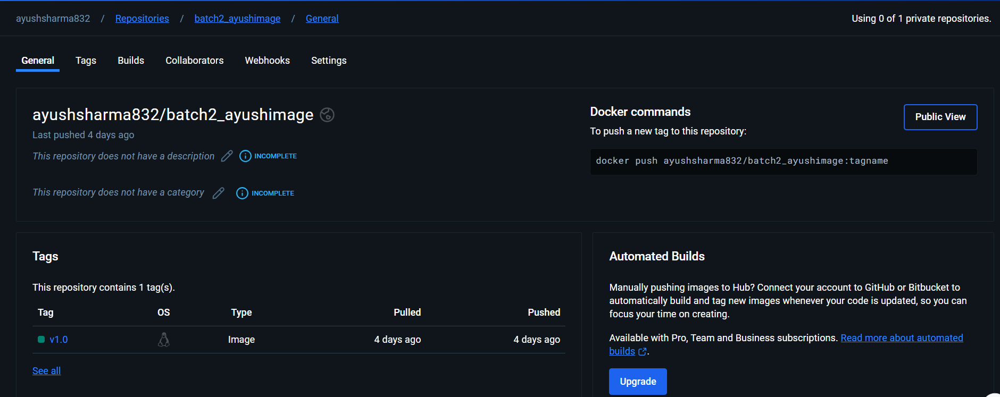 ayushsharma832 / Repositories / batch2_ayushimage / General
Using 0 of 1 private repositories.
General Tags Builds Collaborators Webhooks Settings
ayushsharma832/batch2_ayushimage
Last pushed 4 days ago
This repository does not have a description INCOMPLETE
This repository does not have a category INCOMPLETE
Docker commands
Public View
To push a new tag to this repository:
docker push ayushsharma832/batch2_ayushimage:tagname
Tags
This repository contains 1 tag(s).
Tag OS Type Pulled Pushed
v1.0 Image 4 days ago 4 days ago
See all
Automated Builds
Manually pushing images to Hub? Connect your account to GitHub or Bitbucket to
automatically build and tag new images whenever your code is updated, so you can
focus your time on creating.
Available with Pro, Team and Business subscriptions. Read more about automated
builds.
Upgrade